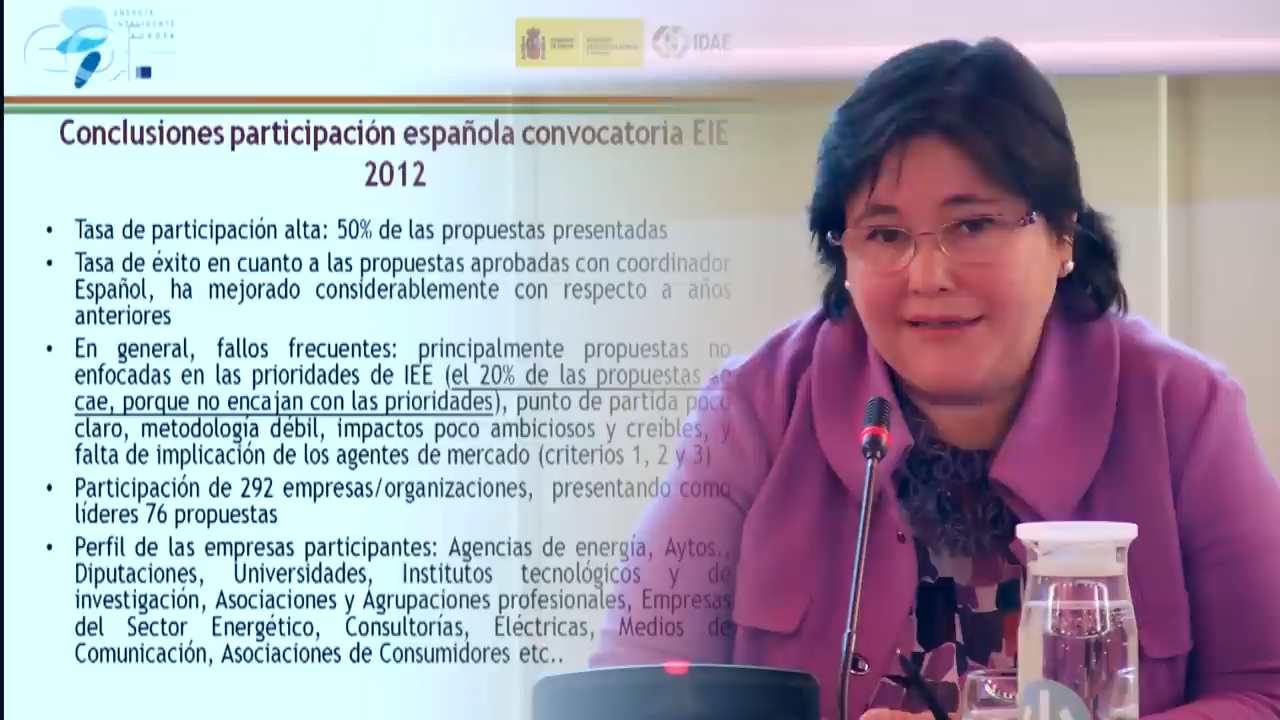 ENERGÍA
INTELIGENTE
EUROPA
IDAE
Conclusiones participación española convocatoria EIE
2012
• Tasa de participación alta: 50% de las propuestas presentadas
• Tasa de éxito en cuanto a las propuestas aprobadas con coordinador
Español, ha mejorado considerablemente con respecto a años
anteriores
• En general, fallos frecuentes: principalmente propuestas no
enfocadas en las prioridades de IEE (el 20% de las propuestas se
cae, porque no encajan con las prioridades), punto de partida poco
claro, metodología débil, impactos poco ambiciosos y creíbles, y
falta de implicación de los agentes de mercado (criterios 1, 2 y 3)
• Participación de 292 empresas/organizaciones, presentando como
líderes 76 propuestas
• Perfil de las empresas participantes: Agencias de energía, Aytos.,
Diputaciones, Universidades, Institutos tecnológicos y de
investigación, Asociaciones y Agrupaciones profesionales, Empresas
del Sector Energético, Consultorías, Eléctricas, Medios de
Comunicación, Asociaciones de Consumidores etc..